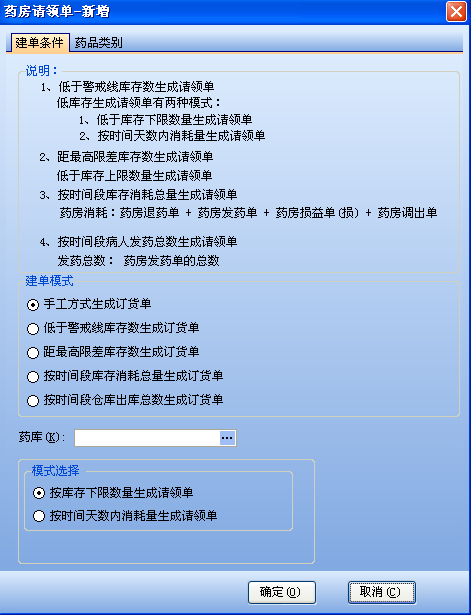 药房请领单-新增
建单条件 药品类别
说明：
1、低于警戒线库存数生成请领单
低库存生成请领单有两种模式：
1、低于库存下限数量生成请领单
2、按时间天数内消耗量生成请领单
2、距最高限差库存数生成请领单
低于库存上限数量生成请领单
3、按时间段库存消耗总量生成请领单
药房消耗：药房退药单 + 药房发药单 + 药房损益单(损) + 药房调出单
4、按时间段病人发药总数生成请领单
发药总数： 药房发药单的总数
建单模式
手工方式生成订货单
低于警戒线库存数生成订货单
距最高限差库存数生成订货单
按时间段库存消耗总量生成订货单
按时间段仓库出库总数生成订货单
药库(K): ...
模式选择
按库存下限数量生成请领单
按时间天数内消耗量生成请领单
确定(O) 取消(C)